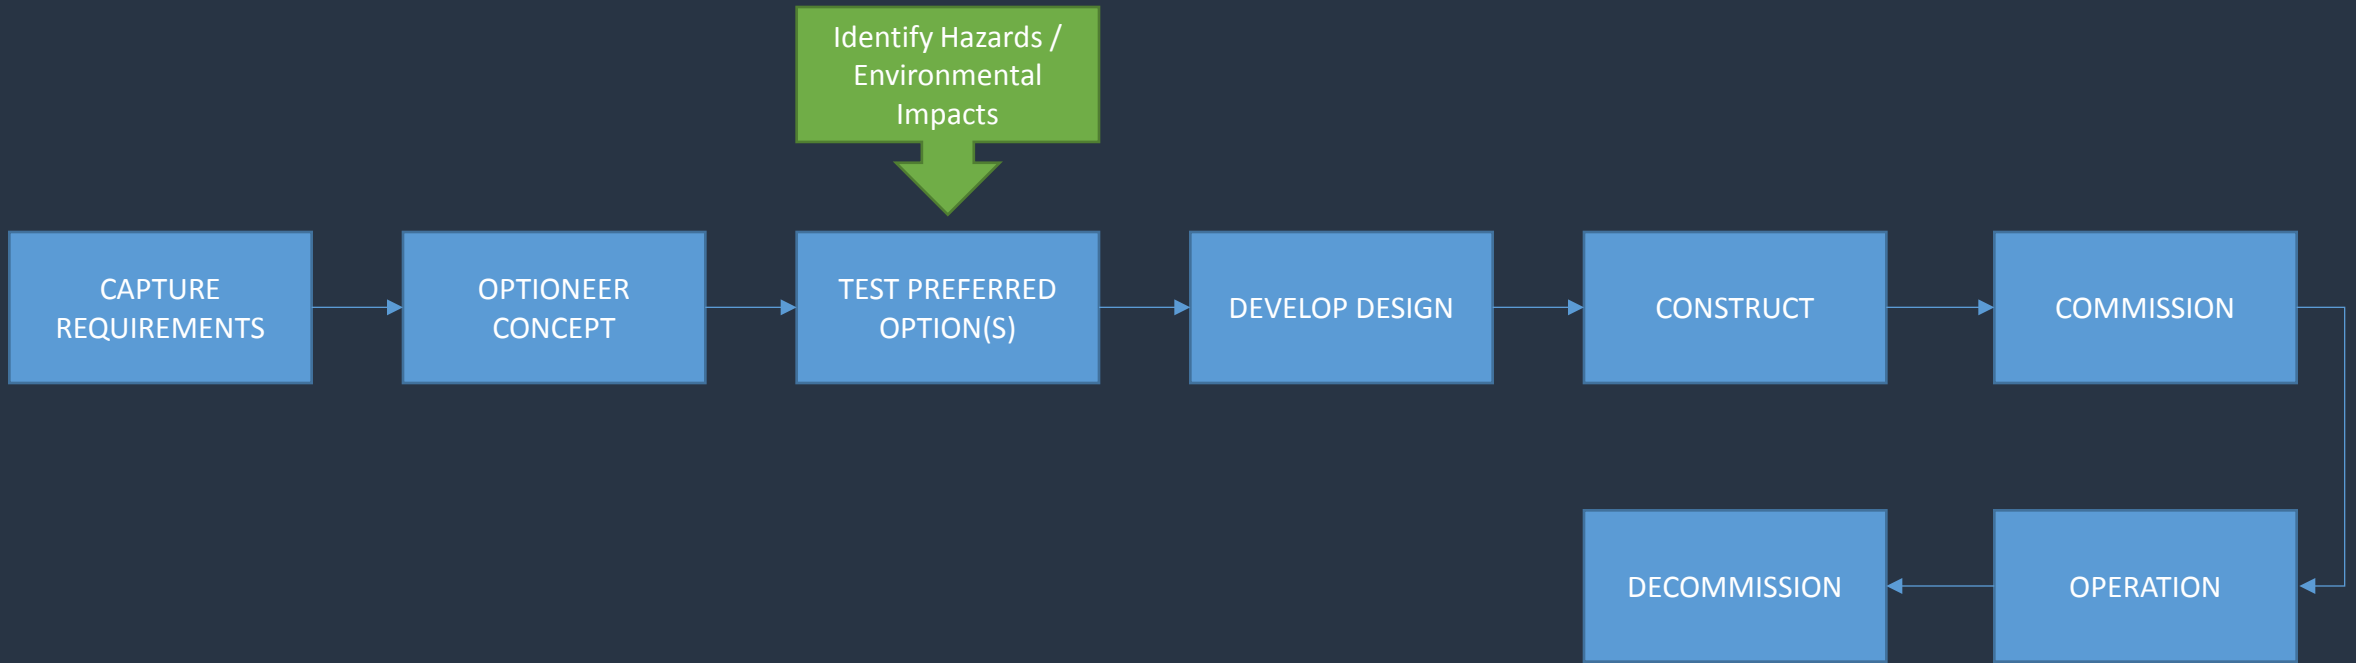 Identify Hazards /
Environmental
Impacts
CAPTURE
REQUIREMENTS
OPTIONEER
CONCEPT
TEST PREFERRED
OPTION(S)
DEVELOP DESIGN
CONSTRUCT
COMMISSION
DECOMMISSION
OPERATION